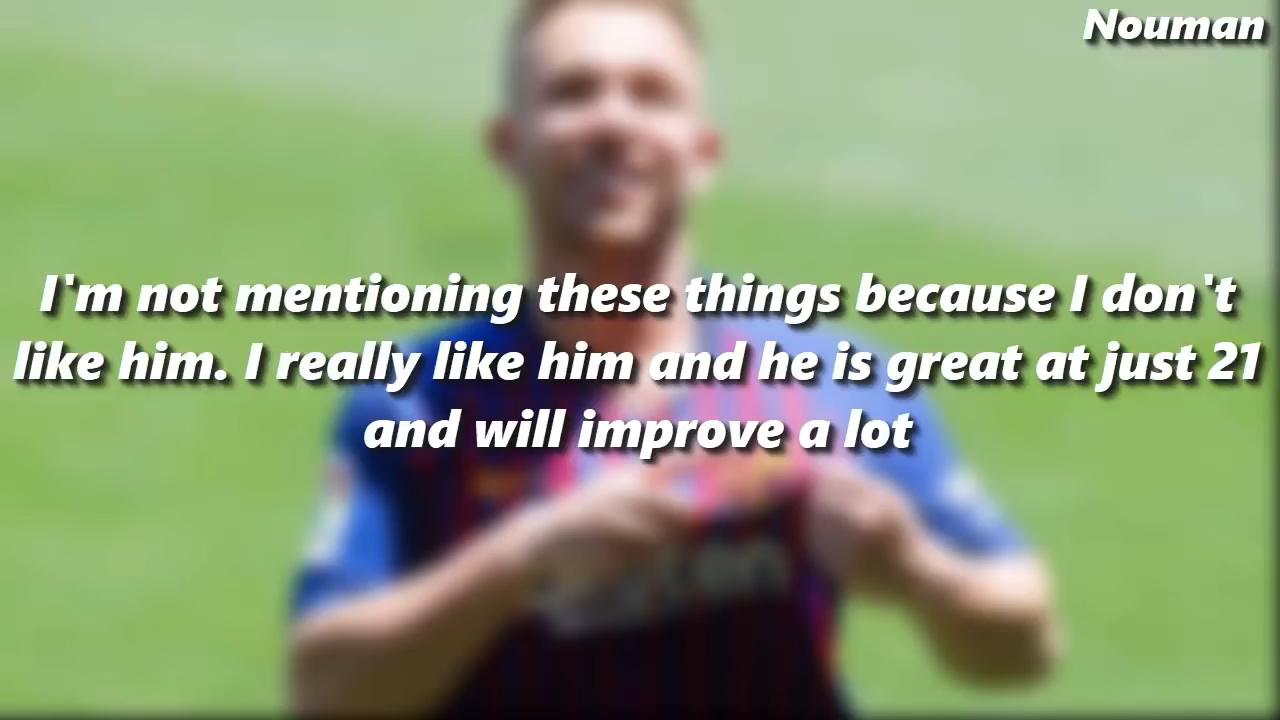 Nouman
I'm not mentioning these things because I don't
like him. I really like him and he is great at just 21
and will improve a lot